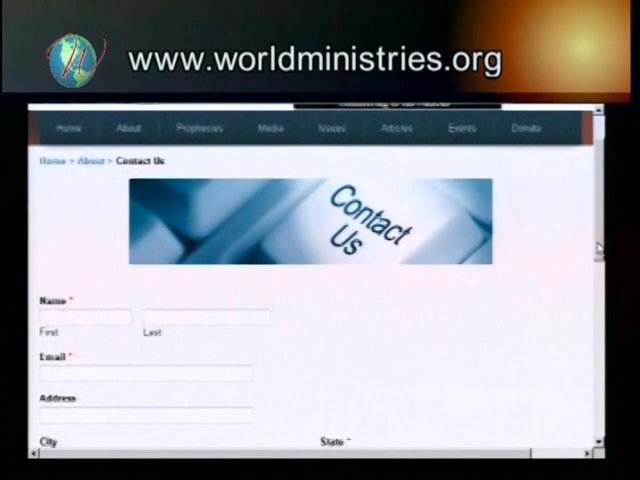 www.worldministries.org
Home About Prophecies Media Issues Articles Events Donate
Home > About > Contact Us
Contact
Us
Name *
First Last
Email *
Address
City State *